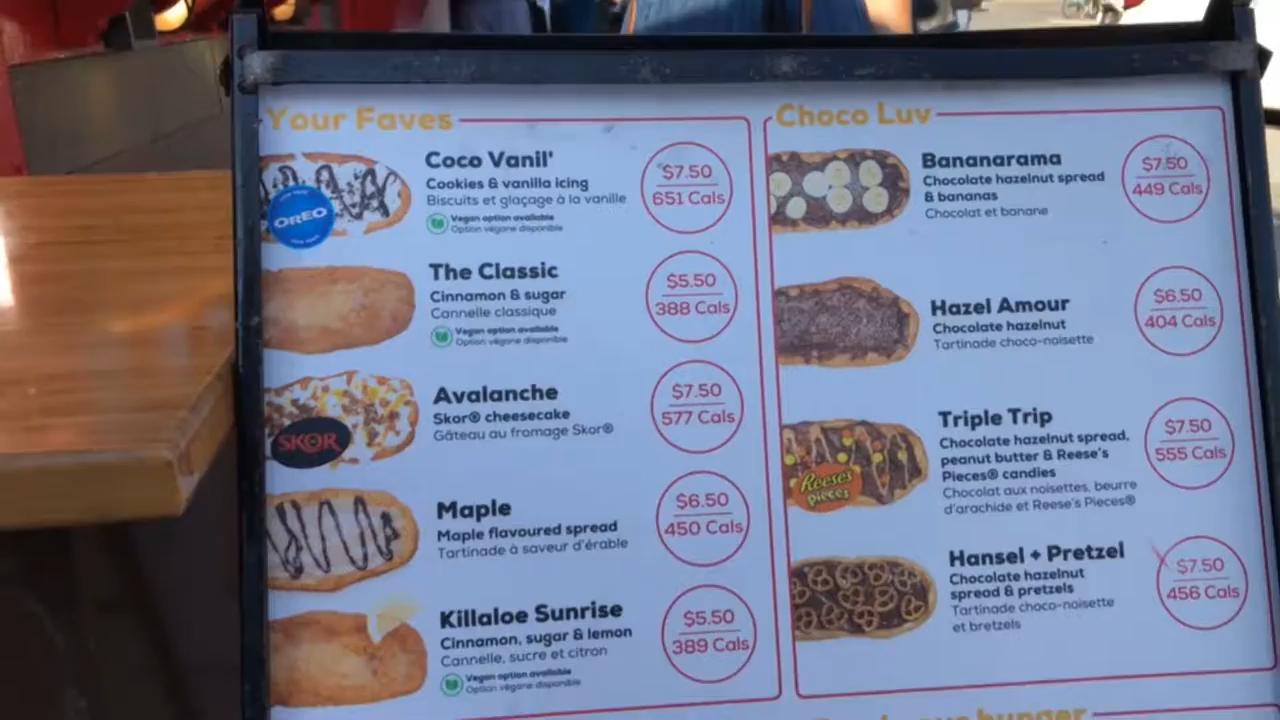 Your Faves
Coco Vanil'
Cookies & vanilla icing
Biscuits et glaçage à la vanille
Vegan option available
Option végane disponible
$7.50
651 Cals
OREO
The Classic
Cinnamon & sugar
Cannelle classique
Vegan option available
Option végane disponible
$5.50
388 Cals
Avalanche
Skor® cheesecake
Gâteau au fromage Skor®
$7.50
577 Cals
SKOR
Maple
Maple flavoured spread
Tartinade à saveur d'érable
$6.50
450 Cals
Killaloe Sunrise
Cinnamon, sugar & lemon
Cannelle, sucre et citron
Vegan option available
Option végane disponible
$5.50
389 Cals
Choco Luv
Bananarama
Chocolate hazelnut spread
& bananas
Chocolat et banane
$7.50
449 Cals
Hazel Amour
Chocolate hazelnut
Tartinade choco-noisette
$6.50
404 Cals
Triple Trip
Chocolate hazelnut spread,
peanut butter & Reese's
Pieces® candies
Chocolat aux noisettes, beurre
d'arachide et Reese's Pieces®
$7.50
555 Cals
Reese's
pieces
Hansel + Pretzel
Chocolate hazelnut
spread & pretzels
Tartinade choco-noisette
et bretzels
$7.50
456 Cals
hunger